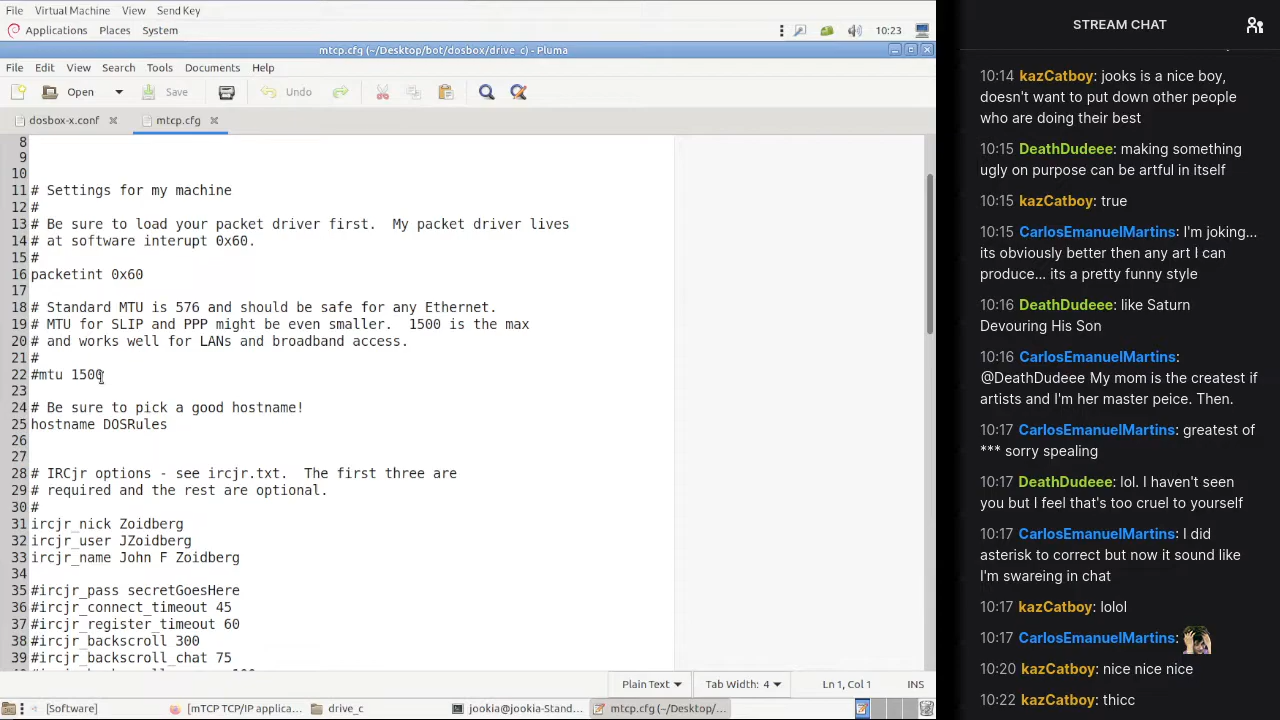 File Virtual Machine View Send Key
Applications Places System
10:23
mtcp.cfg (~/Desktop/bot/dosbox/drive_c) - Pluma
File Edit View Search Tools Documents Help
Open Save Undo
dosbox-x.conf mtcp.cfg
8
9
10
11 # Settings for my machine
12 #
13 # Be sure to load your packet driver first. My packet driver lives
14 # at software interupt 0x60.
15 #
16 packetint 0x60
17
18 # Standard MTU is 576 and should be safe for any Ethernet.
19 # MTU for SLIP and PPP might be even smaller. 1500 is the max
20 # and works well for LANs and broadband access.
21 #
22 #mtu 1500
23
24 # Be sure to pick a good hostname!
25 hostname DOSRules
26
27
28 # IRCjr options - see ircjr.txt. The first three are
29 # required and the rest are optional.
30 #
31 ircjr_nick Zoidberg
32 ircjr_user JZoidberg
33 ircjr_name John F Zoidberg
34
35 #ircjr_pass secretGoesHere
36 #ircjr_connect_timeout 45
37 #ircjr_register_timeout 60
38 #ircjr_backscroll 300
39 #ircjr_backscroll_chat 75
Plain Text Tab Width: 4 Ln 1, Col 1 INS
[Software] [mTCP TCP/IP applica... drive_c jookia@jookia-Stand... mtcp.cfg (~/Desktop/...
STREAM CHAT
10:14 kazCatboy: jooks is a nice boy,
doesn't want to put down other people
who are doing their best
10:15 DeathDudeee: making something
ugly on purpose can be artful in itself
10:15 kazCatboy: true
10:15 CarlosEmanuelMartins: I'm joking...
its obviously better then any art I can
produce... its a pretty funny style
10:16 DeathDudeee: like Saturn
Devouring His Son
10:16 CarlosEmanuelMartins:
@DeathDudeee My mom is the createst if
artists and I'm her master peice. Then.
10:17 CarlosEmanuelMartins: greatest of
*** sorry spealing
10:17 DeathDudeee: lol. I haven't seen
you but I feel that's too cruel to yourself
10:17 CarlosEmanuelMartins: I did
asterisk to correct but now it sound like
I'm swareing in chat
10:17 kazCatboy: lolol
10:17 CarlosEmanuelMartins:
10:20 kazCatboy: nice nice nice
10:22 kazCatboy: thicc